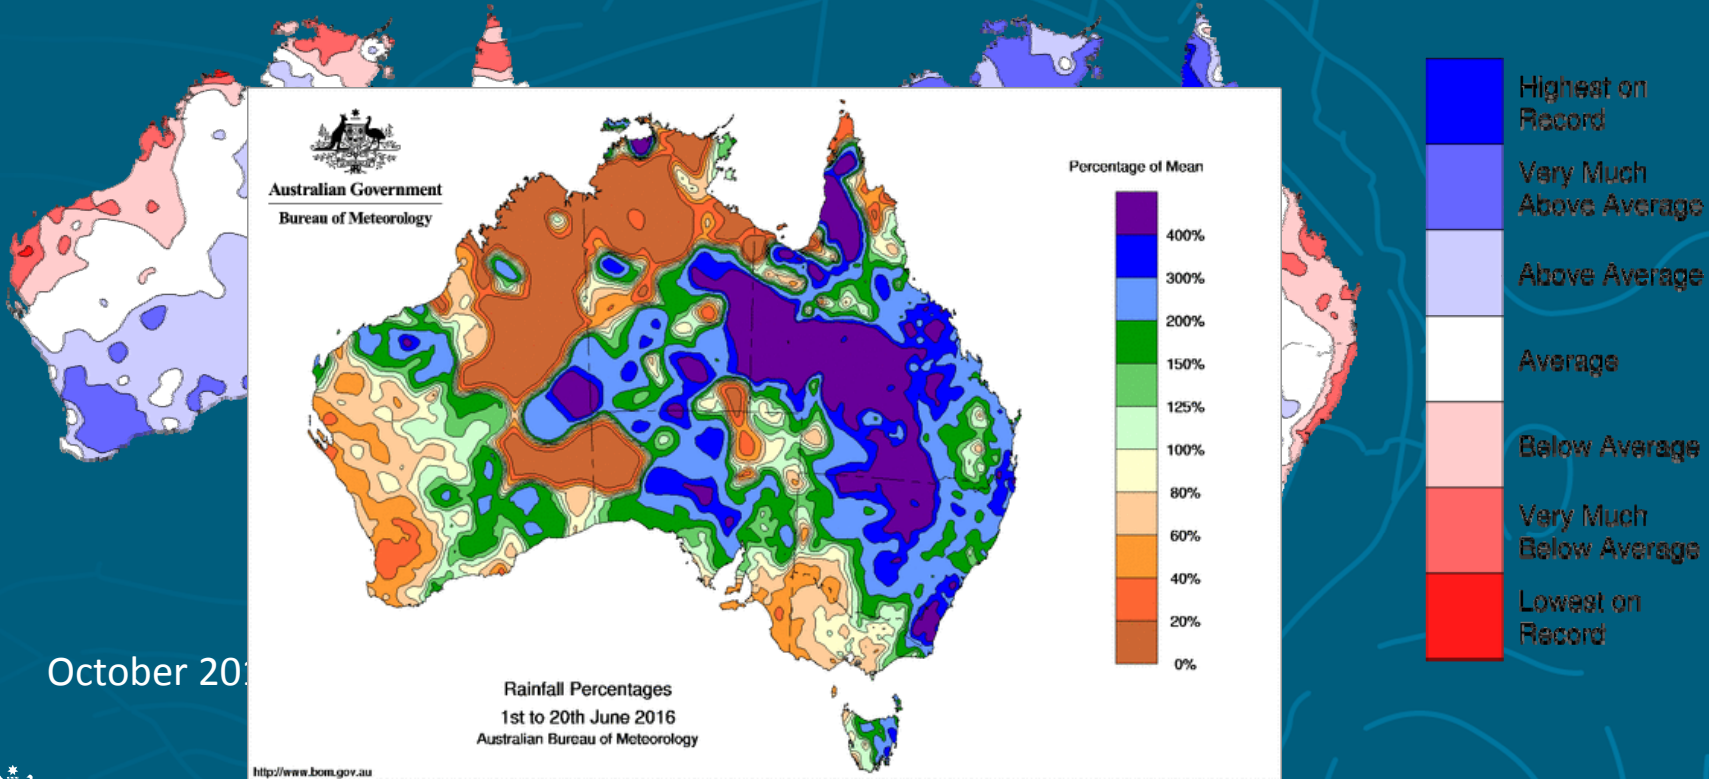 Australian Government
Bureau of Meteorology
Percentage of Mean
400%
300%
200%
150%
125%
100%
80%
60%
40%
20%
0%
Rainfall Percentages
1st to 20th June 2016
Australian Bureau of Meteorology
http://www.bom.gov.au
October 201
Highest on
Record
Very Much
Above Average
Above Average
Average
Below Average
Very Much
Below Average
Lowest on
Record